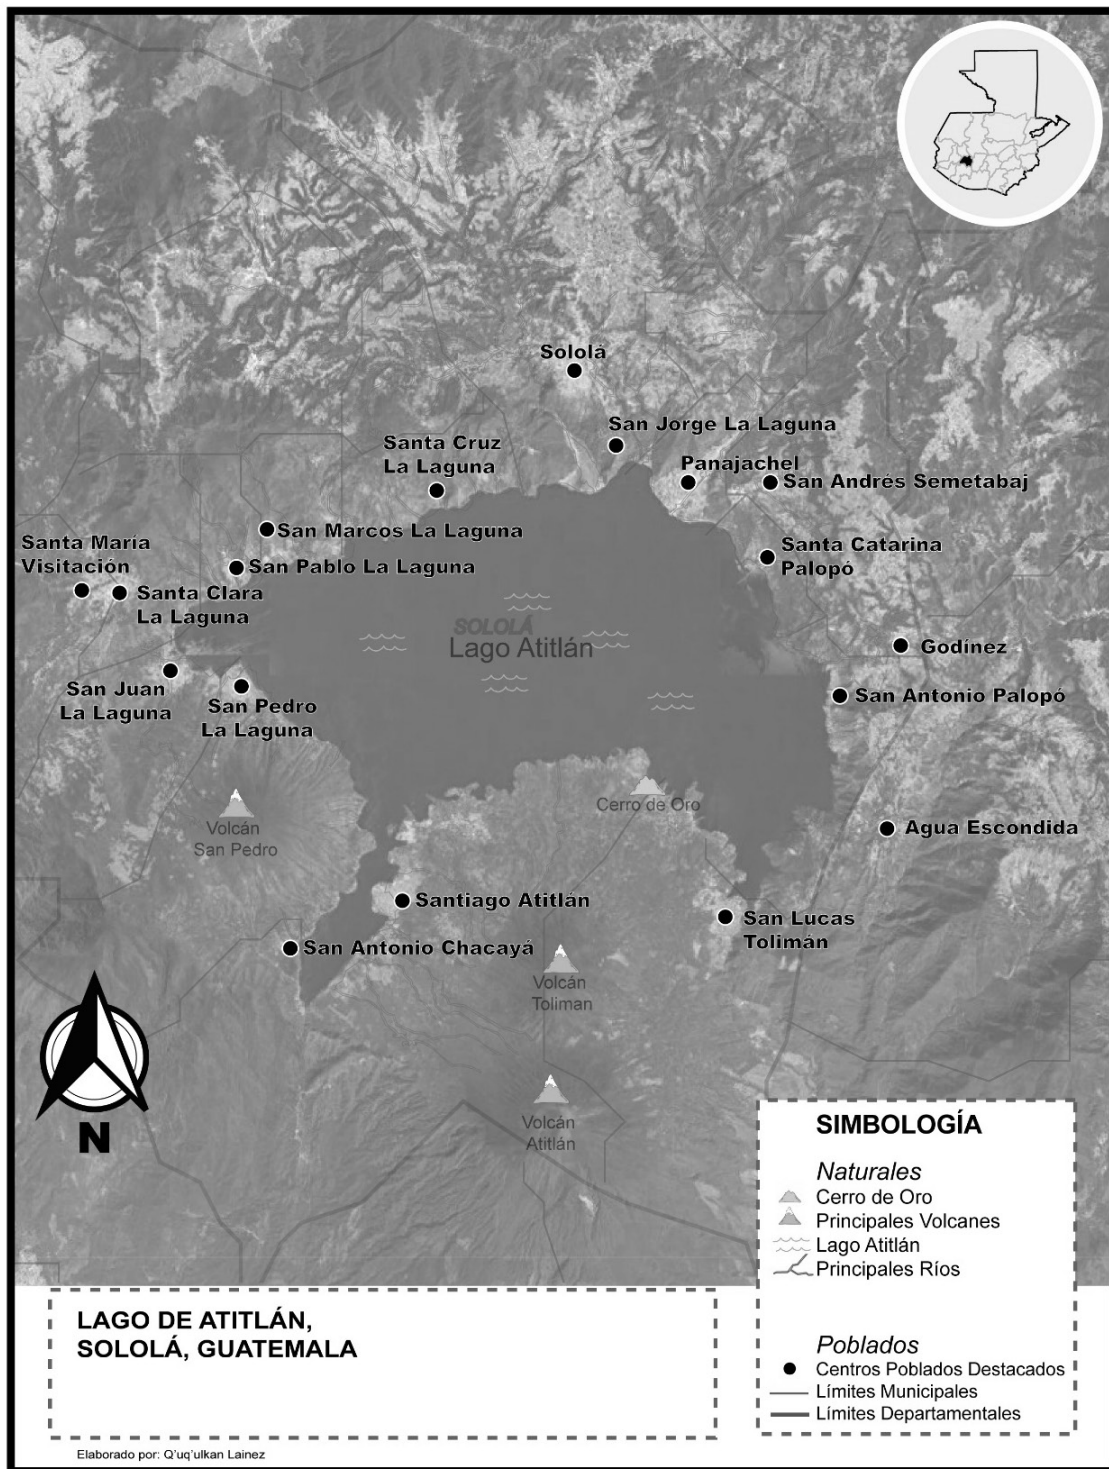 Sololá
San Jorge La Laguna
Santa Cruz
La Laguna
Panajachel
San Andrés Semetabaj
San Marcos La Laguna
Santa María
Visitación
Santa Catarina
Palopó
San Pablo La Laguna
Santa Clara
La Laguna
SOLOLÁ
Lago Atitlán
Godínez
San Juan
La Laguna
San Pedro
La Laguna
San Antonio Palopó
Cerro de Oro
Volcán
San Pedro
Agua Escondida
Santiago Atitlán
San Lucas
Tolimán
San Antonio Chacayá
Volcán
Toliman
Volcán
Atitlán
N
SIMBOLOGÍA
Naturales
Cerro de Oro
Principales Volcanes
Lago Atitlán
Principales Ríos
Poblados
Centros Poblados Destacados
Límites Municipales
Límites Departamentales
LAGO DE ATITLÁN,
SOLOLÁ, GUATEMALA
Elaborado por: Q'uq'ulkan Lainez